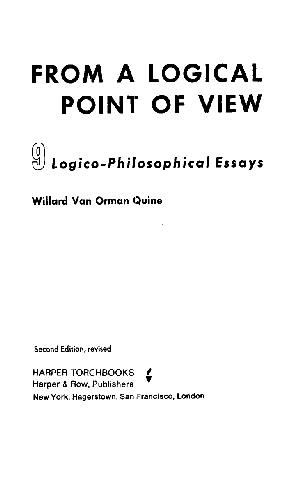 FROM A LOGICAL
POINT OF VIEW
9 Logico-Philosophical Essays
Willard Van Orman Quine
Second Edition, revised
HARPER TORCHBOOKS
Harper & Row, Publishers
New York, Hagerstown, San Francisco, London